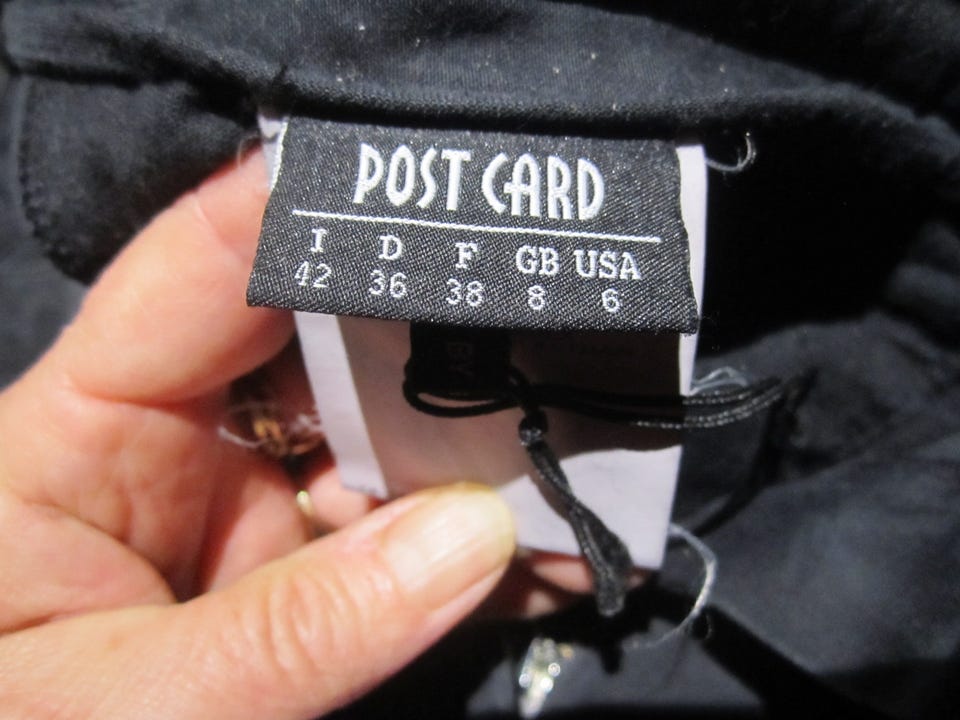 POST CARD
I D F GB USA
42 36 38 8 6